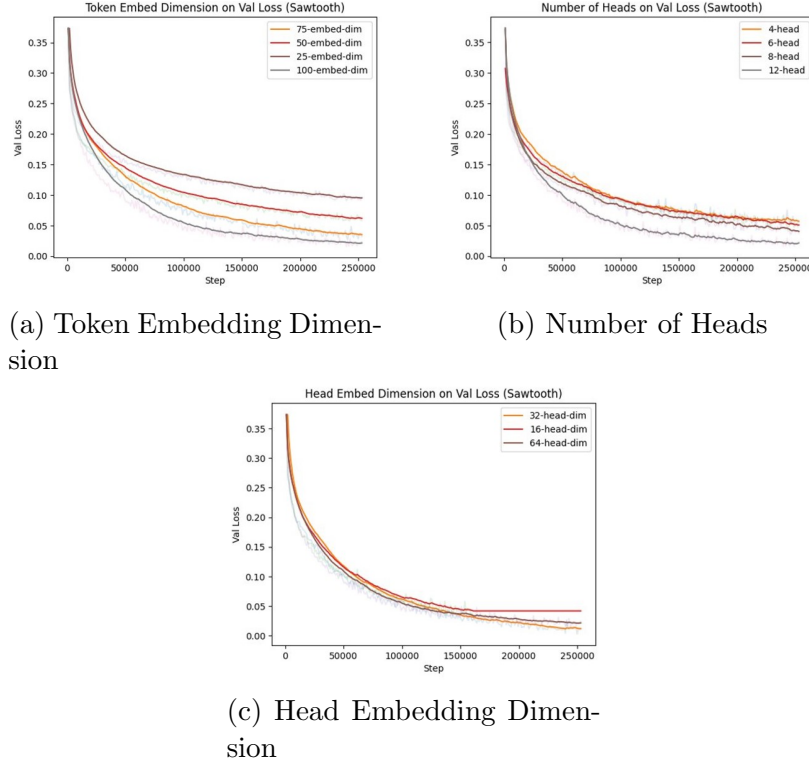 Token Embed Dimension on Val Loss (Sawtooth)
75-embed-dim
50-embed-dim
25-embed-dim
100-embed-dim
0.35
0.30
0.25
0.20
0.15
0.10
0.05
0.00
Val Loss
0 50000 100000 150000 200000 250000
Step
(a) Token Embedding Dimen-
sion
Number of Heads on Val Loss (Sawtooth)
4-head
6-head
8-head
12-head
0.35
0.30
0.25
0.20
0.15
0.10
0.05
0.00
Val Loss
0 50000 100000 150000 200000 250000
Step
(b) Number of Heads
Head Embed Dimension on Val Loss (Sawtooth)
32-head-dim
16-head-dim
64-head-dim
0.35
0.30
0.25
0.20
0.15
0.10
0.05
0.00
Val Loss
0 50000 100000 150000 200000 250000
Step
(c) Head Embedding Dimen-
sion